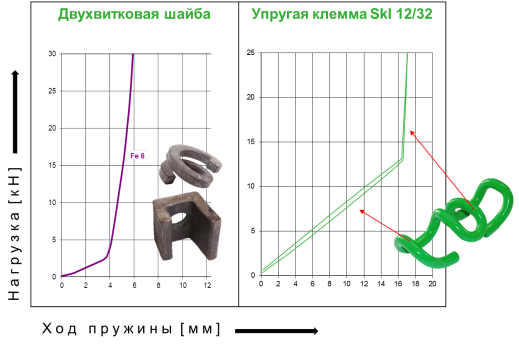 Двухвитковая шайба
Упругая клемма Skl 12/32
Нагрузка [кН]
30
25
20
15
10
5
0
Fe 6
0 2 4 6 8 10 12
25
20
15
10
5
0
0 2 4 6 8 10 12 14 16 18 20
Ход пружины [мм]